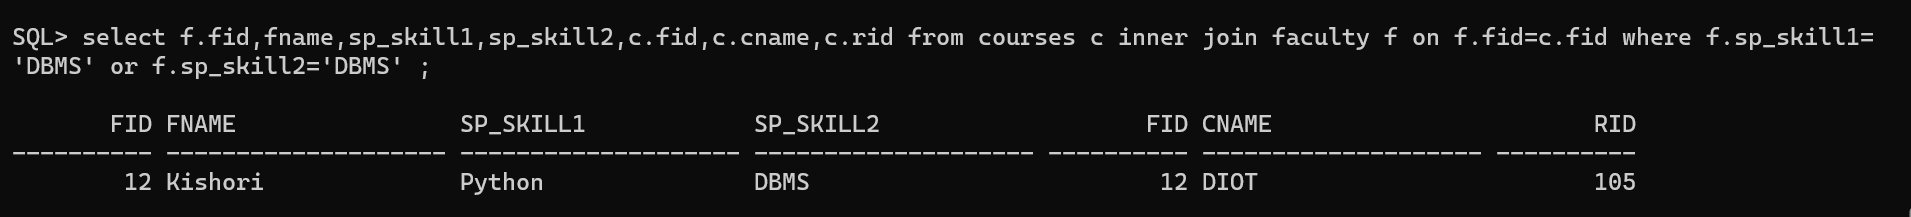 SQL> select f.fid,fname,sp_skill1,sp_skill2,c.fid,c.cname,c.rid from courses c inner join faculty f on f.fid=c.fid where f.sp_skill1=
'DBMS' or f.sp_skill2='DBMS' ;
       FID FNAME                SP_SKILL1            SP_SKILL2                   FID CNAME                       RID
---------- -------------------- -------------------- -------------------- ---------- -------------------- ----------
        12 Kishori              Python               DBMS                         12 DIOT                        105